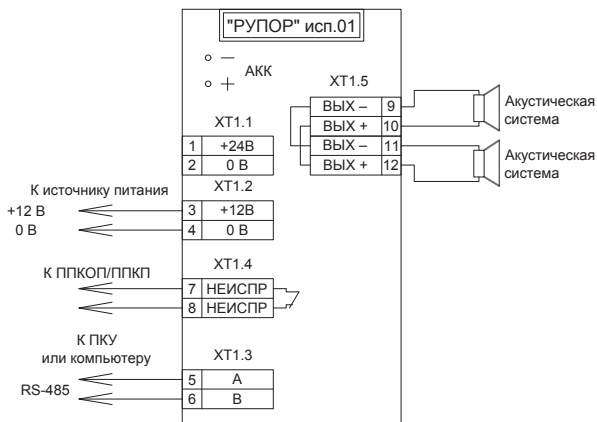 "РУПОР" исп.01
–
+
АКК
XT1.5
ВЫХ – 9
ВЫХ + 10
ВЫХ – 11
ВЫХ + 12
Акустическая
система
Акустическая
система
XT1.1
1 +24В
2 0 В
XT1.2
К источнику питания
+12 В
0 В
3 +12В
4 0 В
XT1.4
К ППКОП/ППКП
7 НЕИСПР
8 НЕИСПР
К ПКУ
или компьютеру
XT1.3
RS-485
5 A
6 B